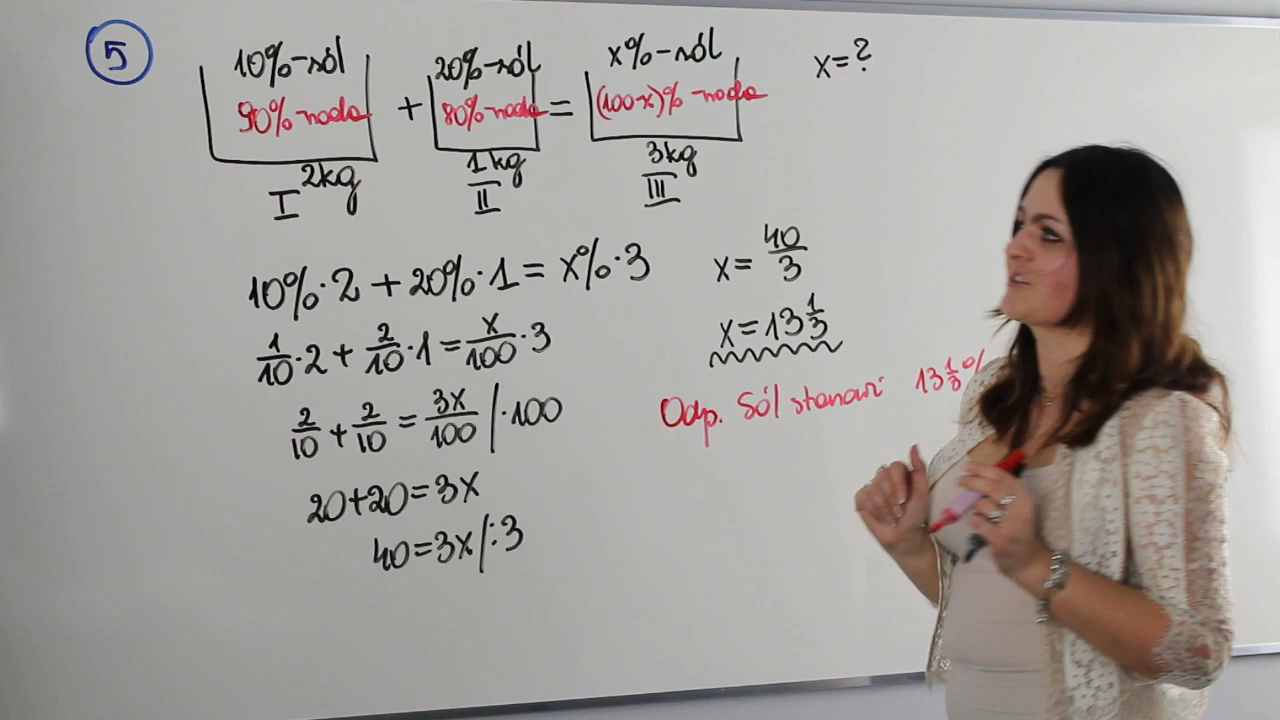 5
10%-sól 20%-sól x%-sól x=?
90%-woda + 80%-woda = (100-x)%-woda
2kg 1kg 3kg
I II III
10%·2 + 20%·1 = x%·3
1/10·2 + 2/10·1 = x/100·3
2/10 + 2/10 = 3x/100 |·100
20+20=3x
40=3x |:3
x= 40/3
x=13 1/3
Odp. Sól stanowi 13 1/3%